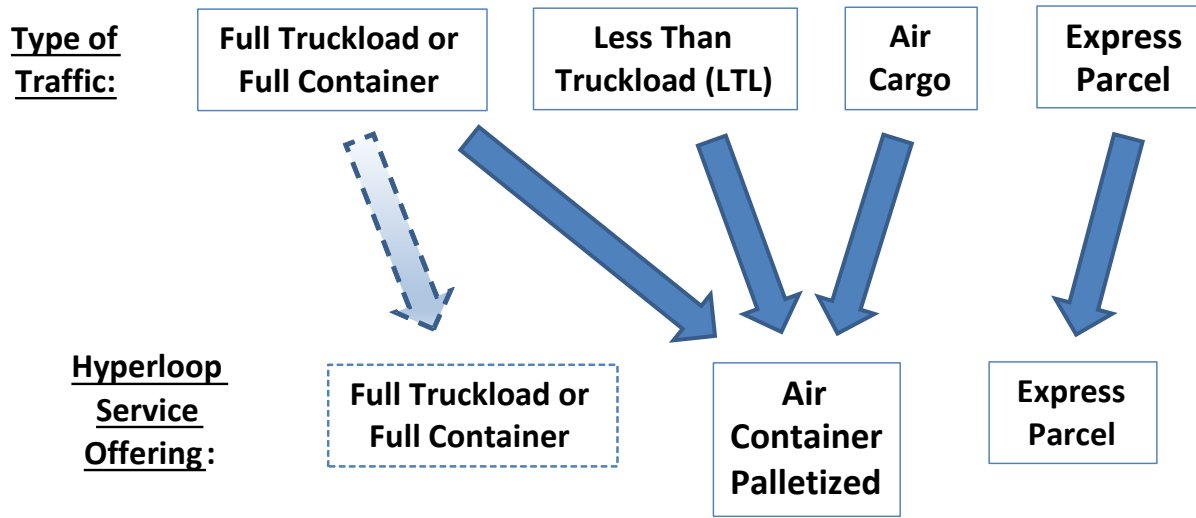 Type of
Traffic:
Full Truckload or
Full Container
Less Than
Truckload (LTL)
Air
Cargo
Express
Parcel
Hyperloop
Service
Offering:
Full Truckload or
Full Container
Air
Container
Palletized
Express
Parcel